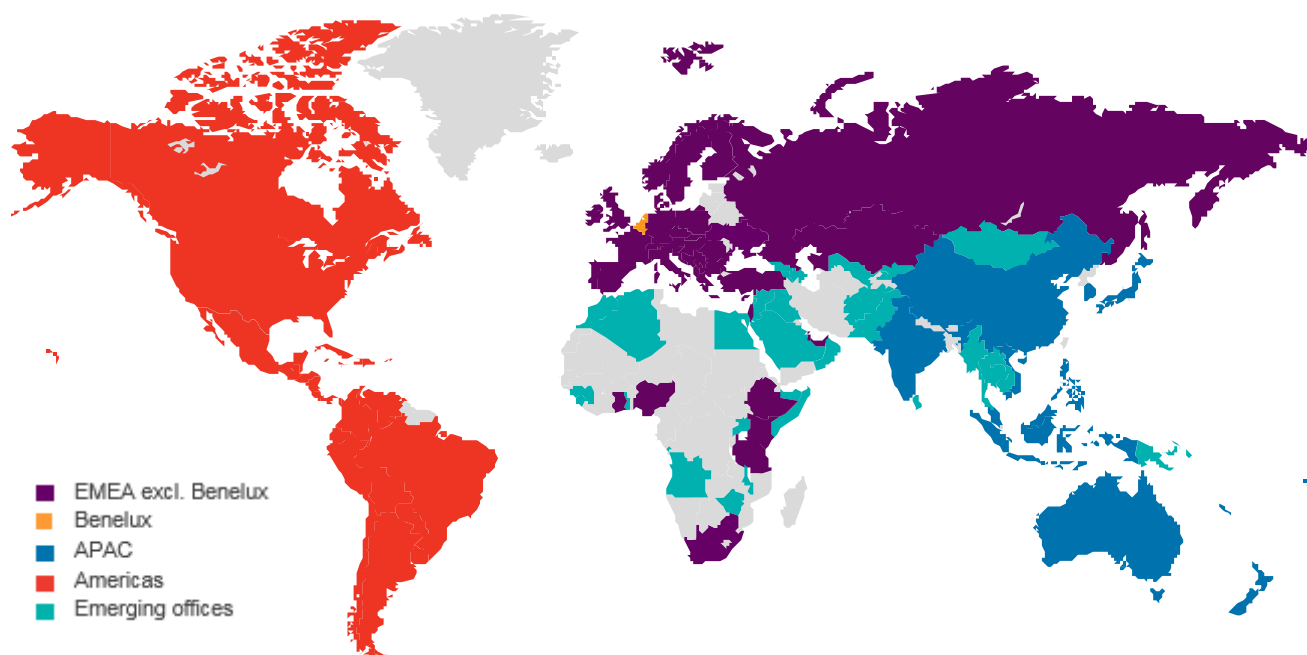 EMEA excl. Benelux
Benelux
APAC
Americas
Emerging offices